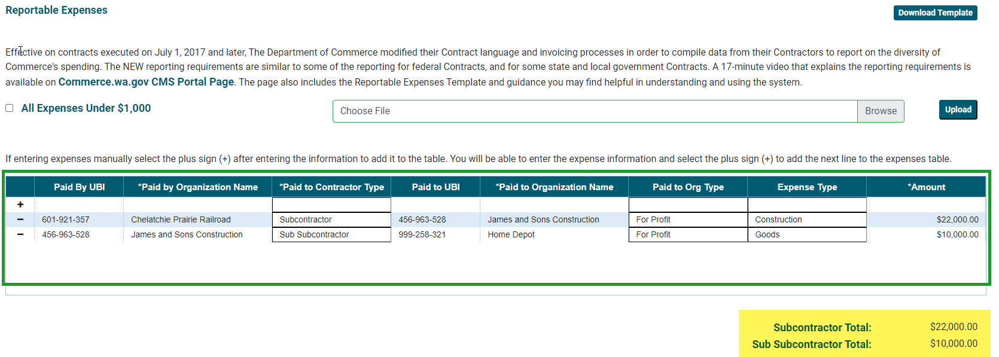 Reportable Expenses
Download Template
Effective on contracts executed on July 1, 2017 and later, The Department of Commerce modified their Contract language and invoicing processes in order to compile data from their Contractors to report on the diversity of
Commerce's spending. The NEW reporting requirements are similar to some of the reporting for federal Contracts, and for some state and local government Contracts. A 17-minute video that explains the reporting requirements is
available on Commerce.wa.gov CMS Portal Page. The page also includes the Reportable Expenses Template and guidance you may find helpful in understanding and using the system.
All Expenses Under $1,000
Choose File Browse
Upload
If entering expenses manually select the plus sign (+) after entering the information to add it to the table. You will be able to enter the expense information and select the plus sign (+) to add the next line to the expenses table.
Paid By UBI *Paid by Organization Name *Paid to Contractor Type Paid to UBI *Paid to Organization Name Paid to Org Type Expense Type *Amount
+
− 601-921-357 Chelatchie Prairie Railroad Subcontractor 456-963-528 James and Sons Construction For Profit Construction $22,000.00
− 456-963-528 James and Sons Construction Sub Subcontractor 999-258-321 Home Depot For Profit Goods $10,000.00
Subcontractor Total: $22,000.00
Sub Subcontractor Total: $10,000.00